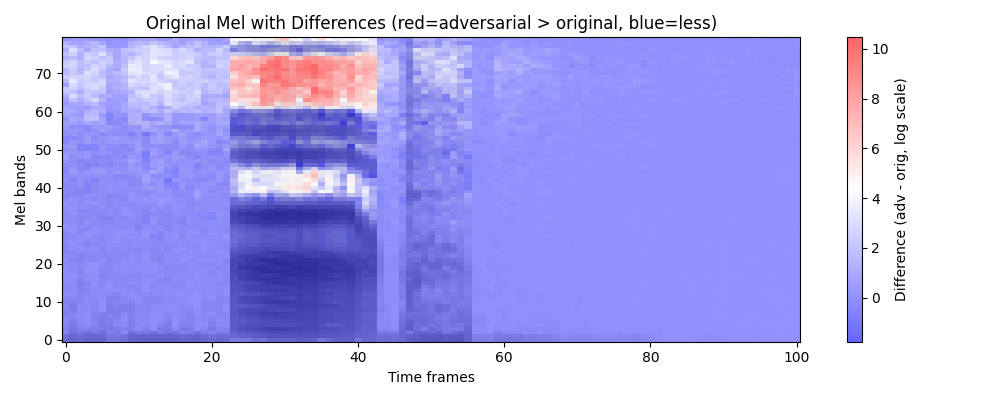 Original Mel with Differences (red=adversarial > original, blue=less)
Mel bands
70
60
50
40
30
20
10
0
0 20 40 60 80 100
Time frames
10
8
6
4
2
0
Difference (adv - orig, log scale)